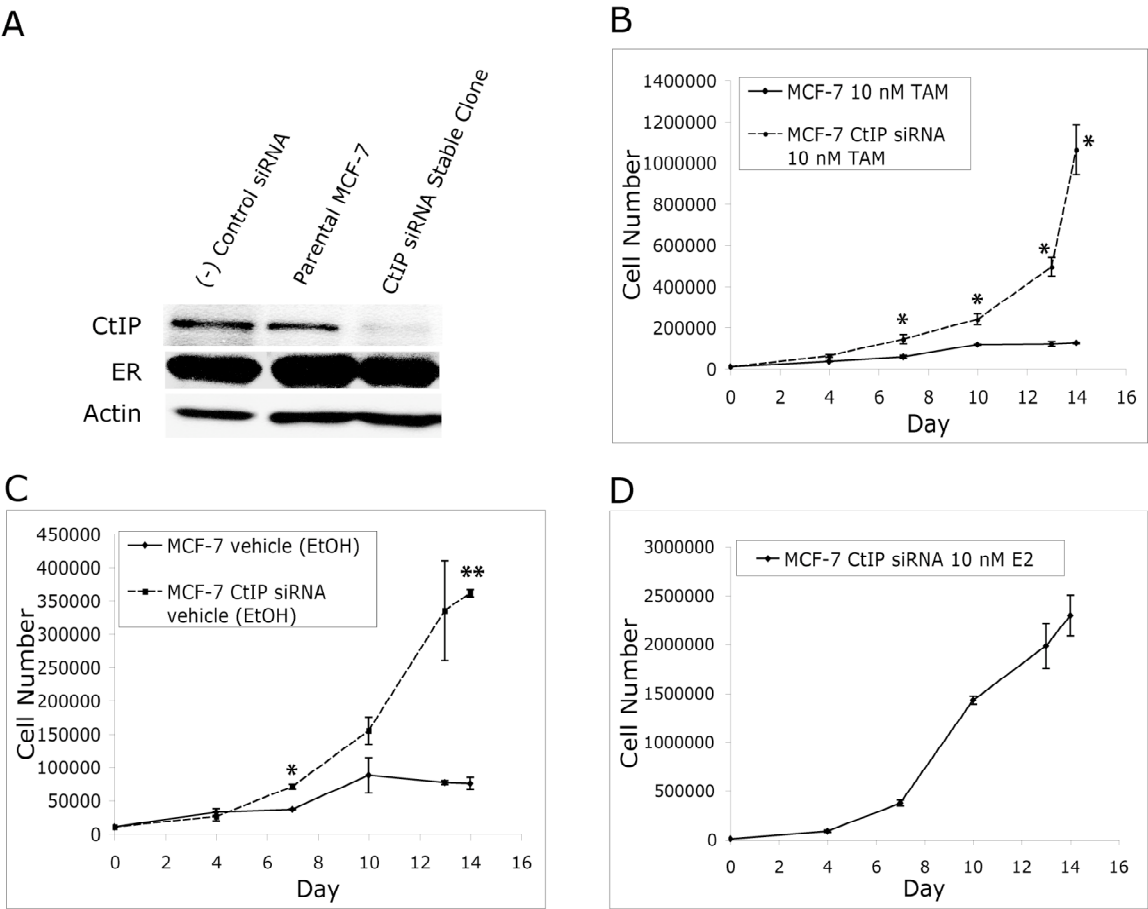 A
(-) Control siRNA
Parental MCF-7
CtIP siRNA Stable Clone
CtIP
ER
Actin
B
MCF-7 10 nM TAM
MCF-7 CtIP siRNA
10 nM TAM
1400000
1200000
1000000
800000
600000
400000
200000
0
Cell Number
*
*
*
*
0 2 4 6 8 10 12 14 16
Day
C
MCF-7 vehicle (EtOH)
MCF-7 CtIP siRNA
vehicle (EtOH)
450000
400000
350000
300000
250000
200000
150000
100000
50000
0
Cell Number
*
**
0 2 4 6 8 10 12 14 16
Day
D
MCF-7 CtIP siRNA 10 nM E2
3000000
2500000
2000000
1500000
1000000
500000
0
Cell Number
0 2 4 6 8 10 12 14 16
Day